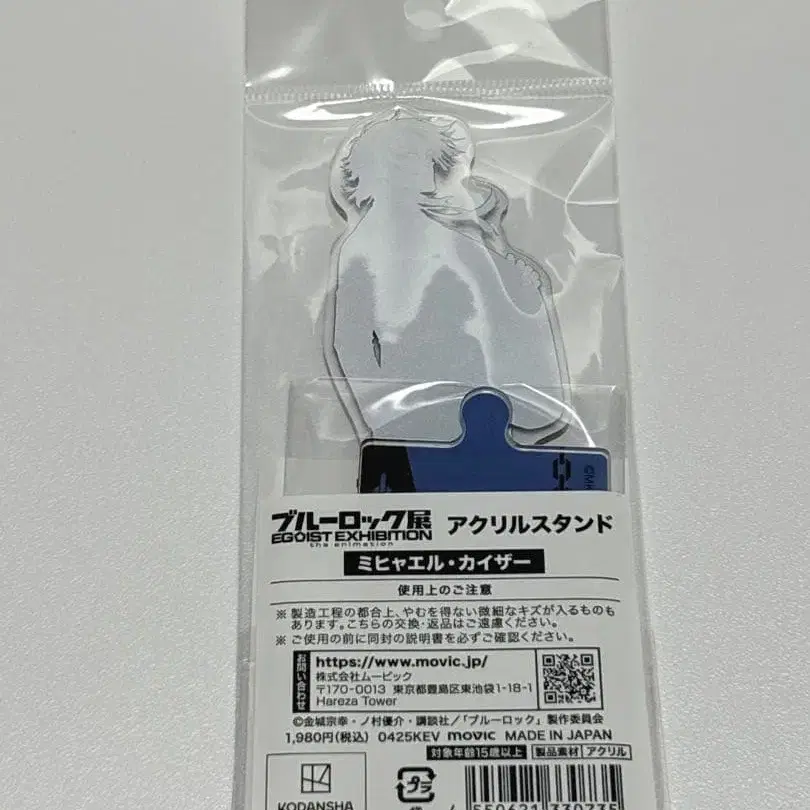 ©MK
ブルーロック展
EGOIST EXHIBITION
the animation
アクリルスタンド
ミヒャエル・カイザー
使用上のご注意
※製造工程の都合上、やむを得ない微細なキズが入るものも
あります。こちらの交換・返品はご遠慮ください。
※ご使用の前に同封の説明書を必ずご確認ください。
お問い合わせ
https://www.movic.jp/
株式会社ムービック
〒170-0013 東京都豊島区東池袋1-18-1
Hareza Tower
©金城宗幸・ノ村優介・講談社/「ブルーロック」製作委員会
1,980円(税込) 0425KEV movic MADE IN JAPAN
対象年齢15歳以上 製品素材 アクリル
KODANSHA
プラ
袋
4 550621 330735